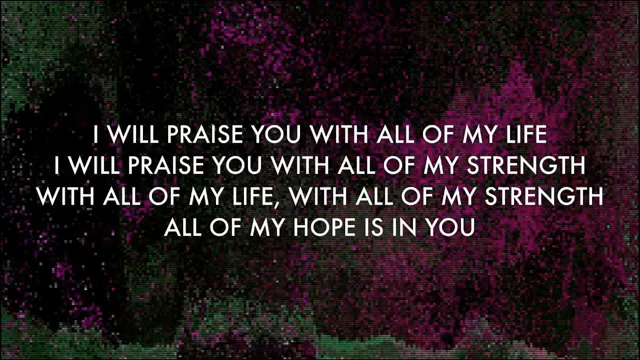 I WILL PRAISE YOU WITH ALL OF MY LIFE
I WILL PRAISE YOU WITH ALL OF MY STRENGTH
WITH ALL OF MY LIFE, WITH ALL OF MY STRENGTH
ALL OF MY HOPE IS IN YOU